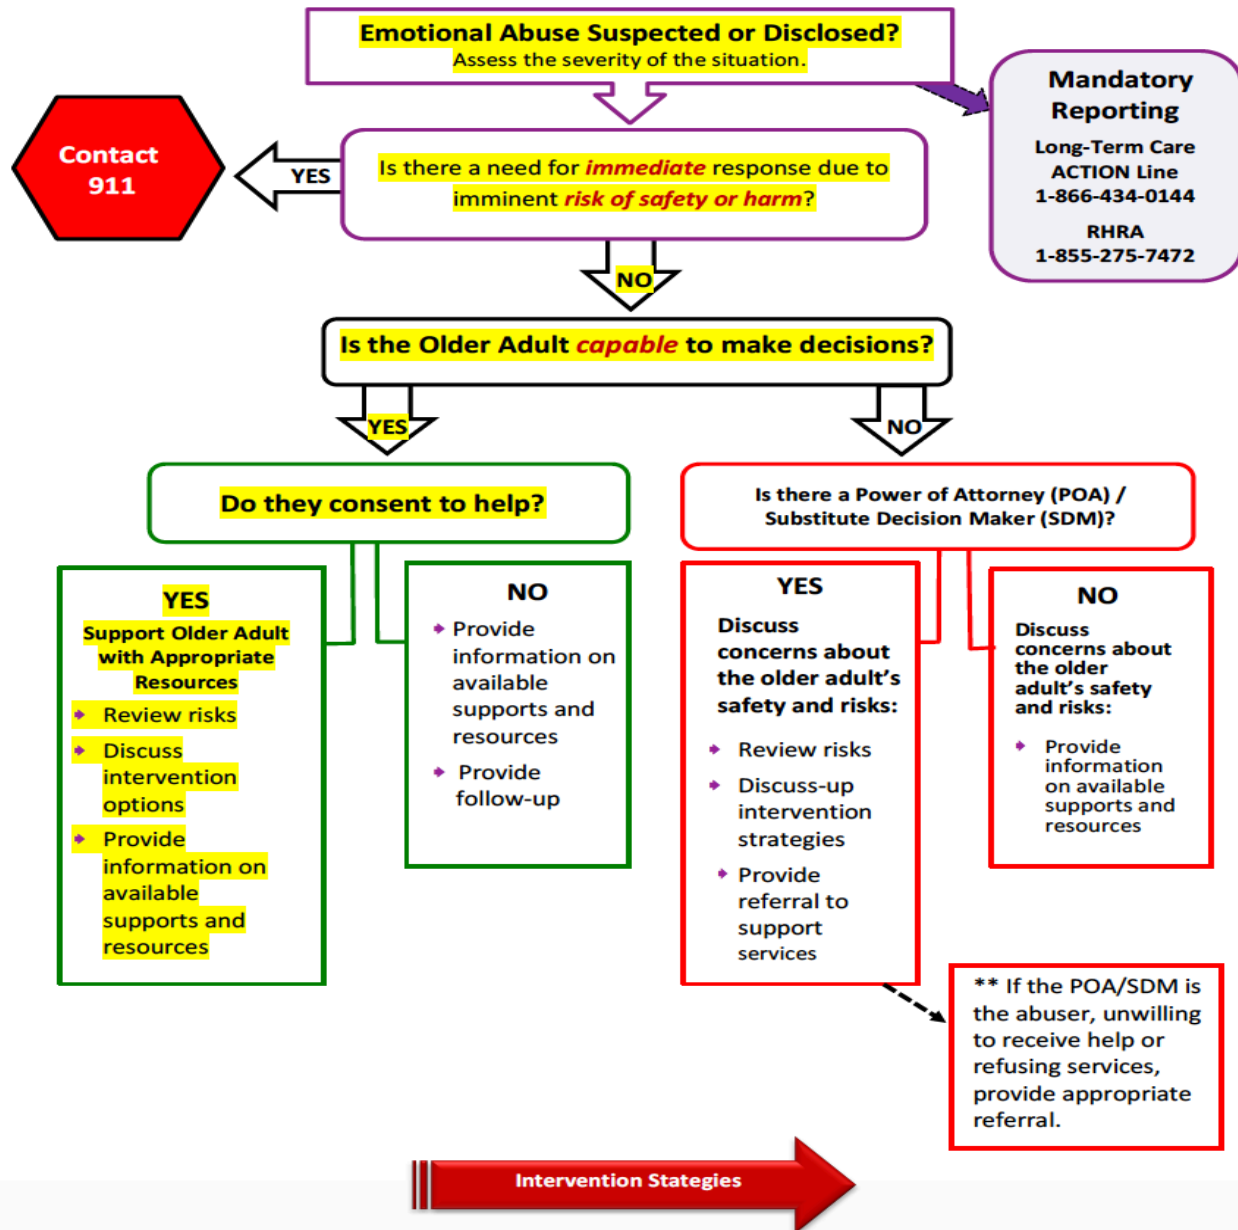 Emotional Abuse Suspected or Disclosed?
Assess the severity of the situation.
Mandatory
Reporting
Long-Term Care
ACTION Line
1-866-434-0144
RHRA
1-855-275-7472
Contact
911
YES
Is there a need for immediate response due to
imminent risk of safety or harm?
NO
Is the Older Adult capable to make decisions?
YES
NO
Do they consent to help?
Is there a Power of Attorney (POA) /
Substitute Decision Maker (SDM)?
YES
Support Older Adult
with Appropriate
Resources
Review risks
Discuss
intervention
options
Provide
information on
available
supports and
resources
NO
Provide
information on
available
supports and
resources
Provide
follow-up
YES
Discuss
concerns about
the older adult's
safety and risks:
Review risks
Discuss-up
intervention
strategies
Provide
referral to
support
services
NO
Discuss
concerns about
the older
adult's safety
and risks:
Provide
information
on available
supports and
resources
** If the POA/SDM is
the abuser, unwilling
to receive help or
refusing services,
provide appropriate
referral.
Intervention Stategies